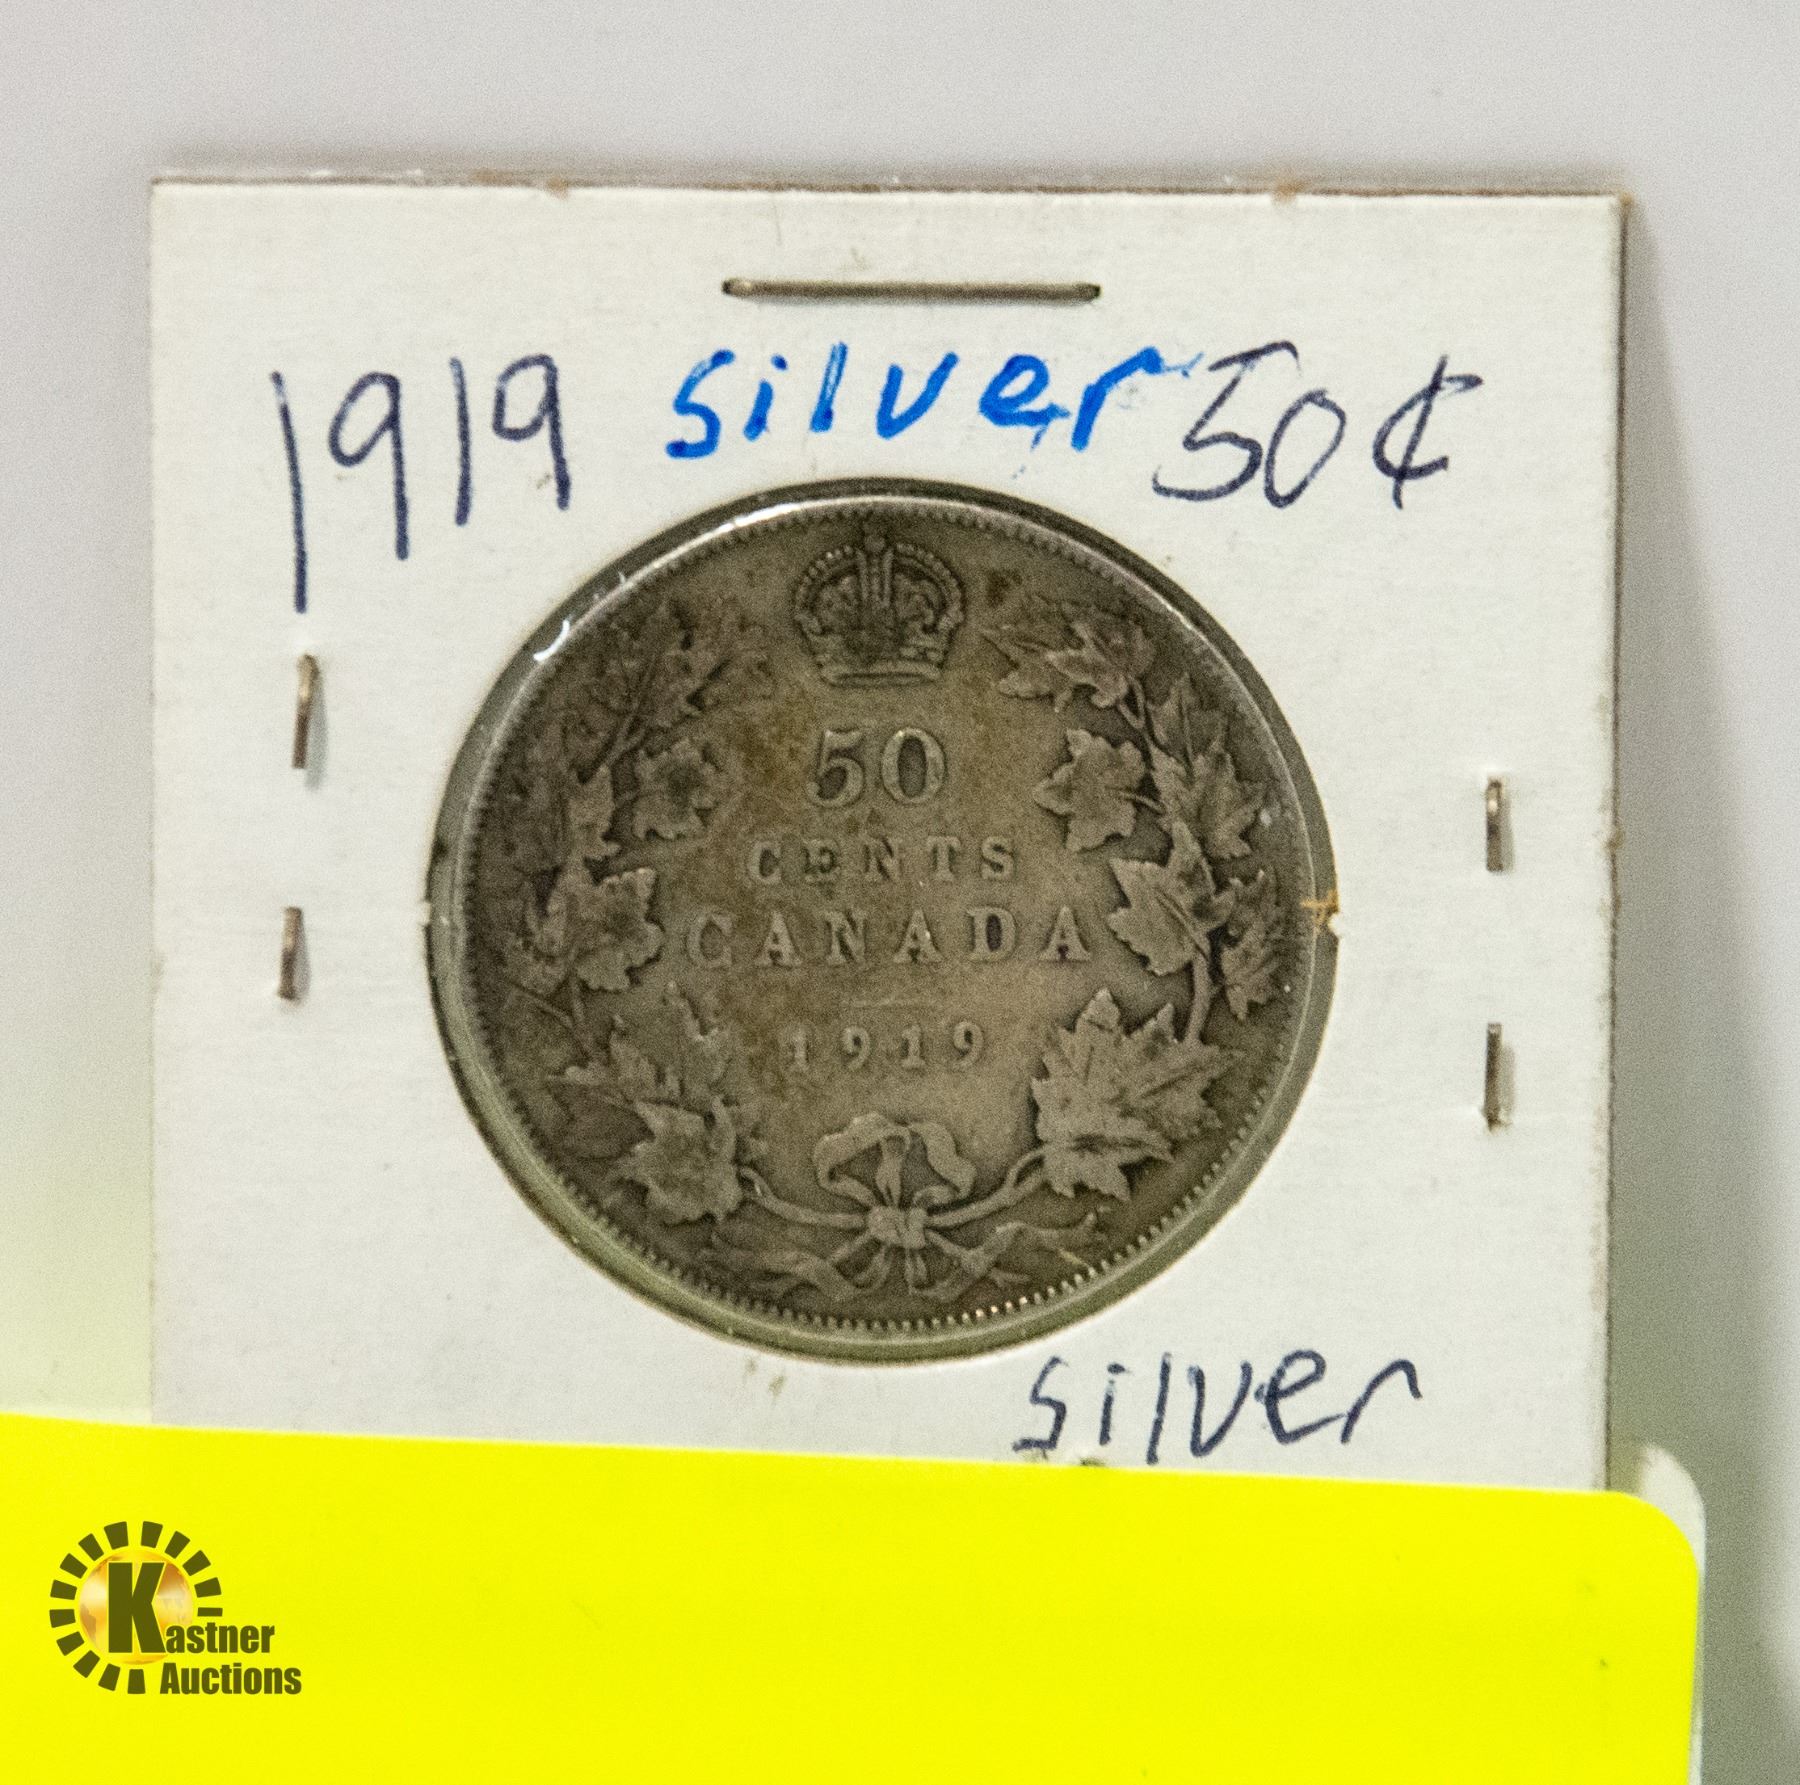 1919 silver 50¢
50
CENTS
CANADA
1919
silver
Kastner
Auctions